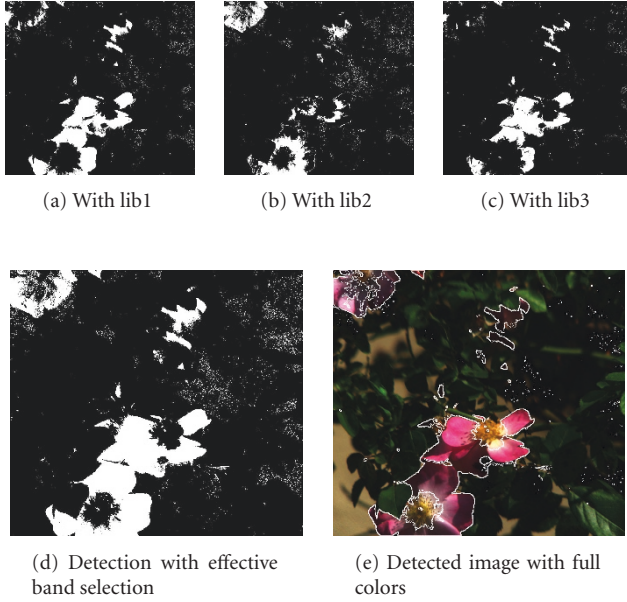 (a) With lib1
(b) With lib2
(c) With lib3
(d) Detection with effective
band selection
(e) Detected image with full
colors